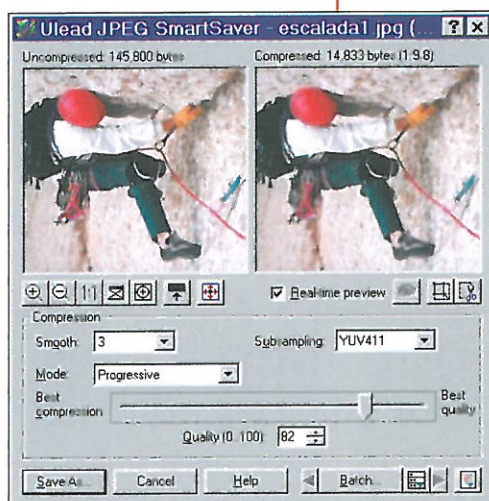 Ulead JPEG SmartSaver - escalada1.jpg (...
Uncompressed: 145,800 bytes
Compressed: 14,833 bytes (1:9.8)
1:1
Real-time preview
Compression
Smooth: 3
Subsampling: YUV411
Mode: Progressive
Best compression
Best quality
Quality (0..100): 82
Save As...
Cancel
Help
Batch...